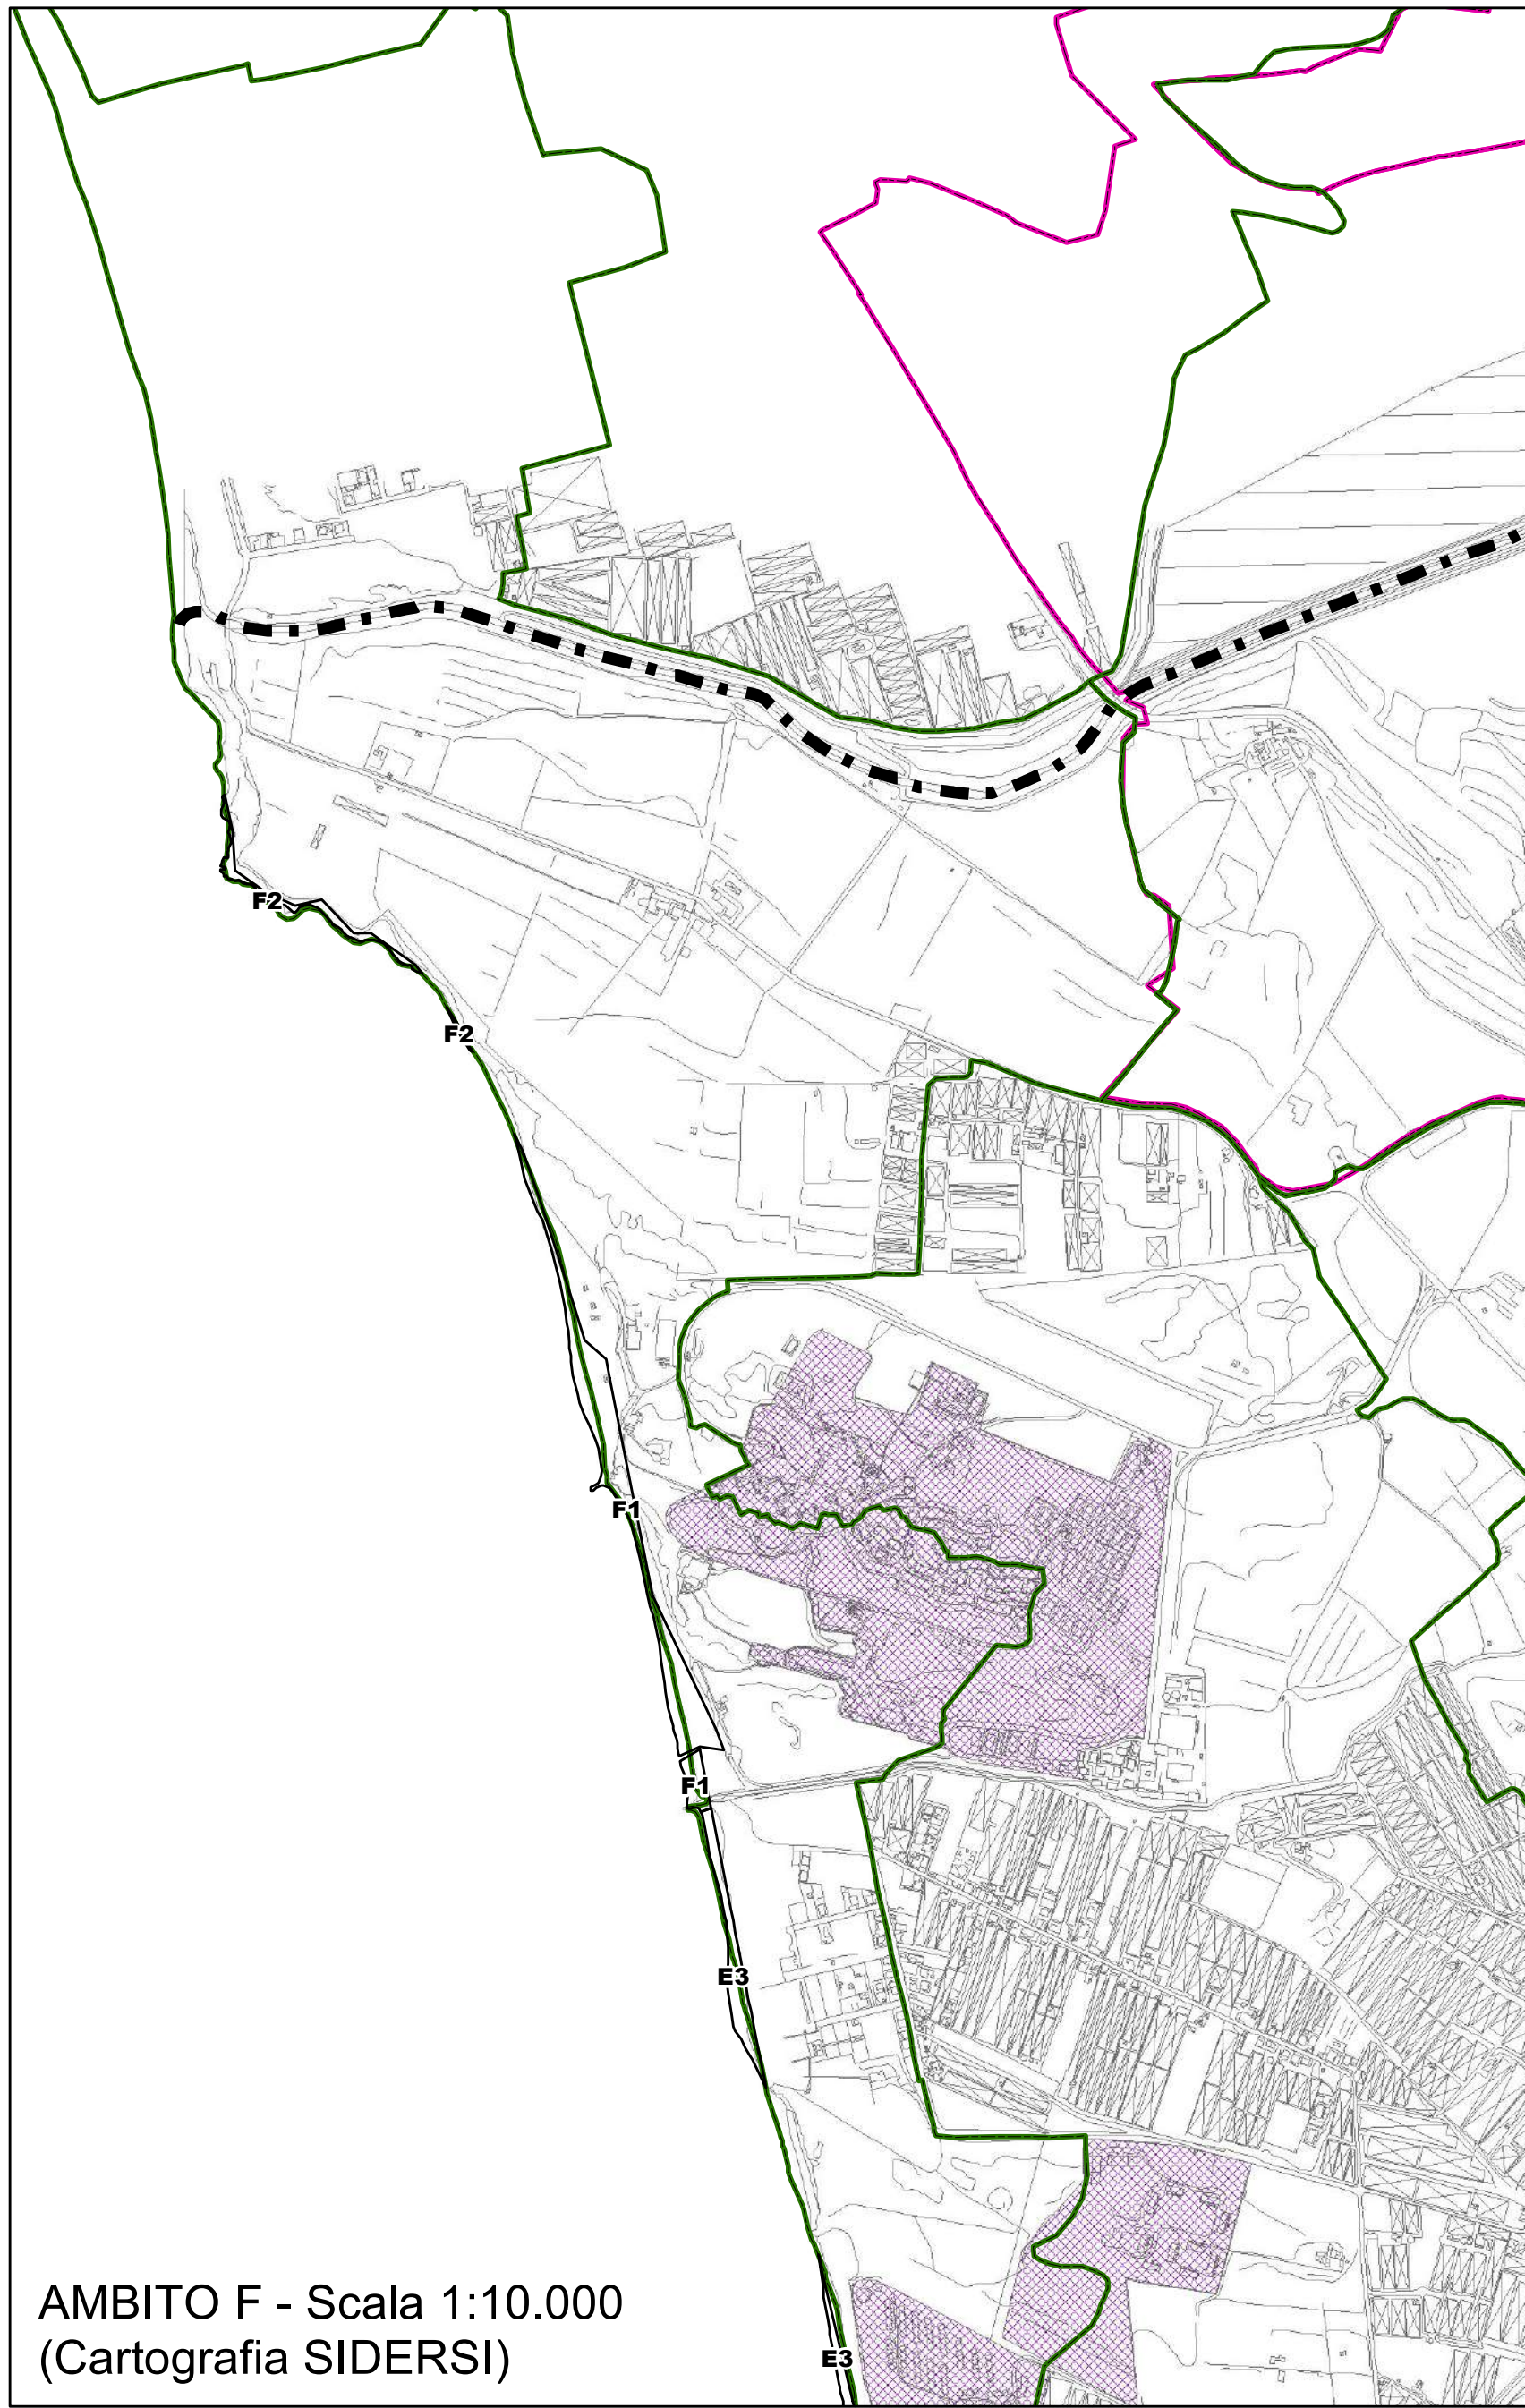 F2
F2
F1
F1
E3
E3
AMBITO F - Scala 1:10.000
(Cartografia SIDERSI)